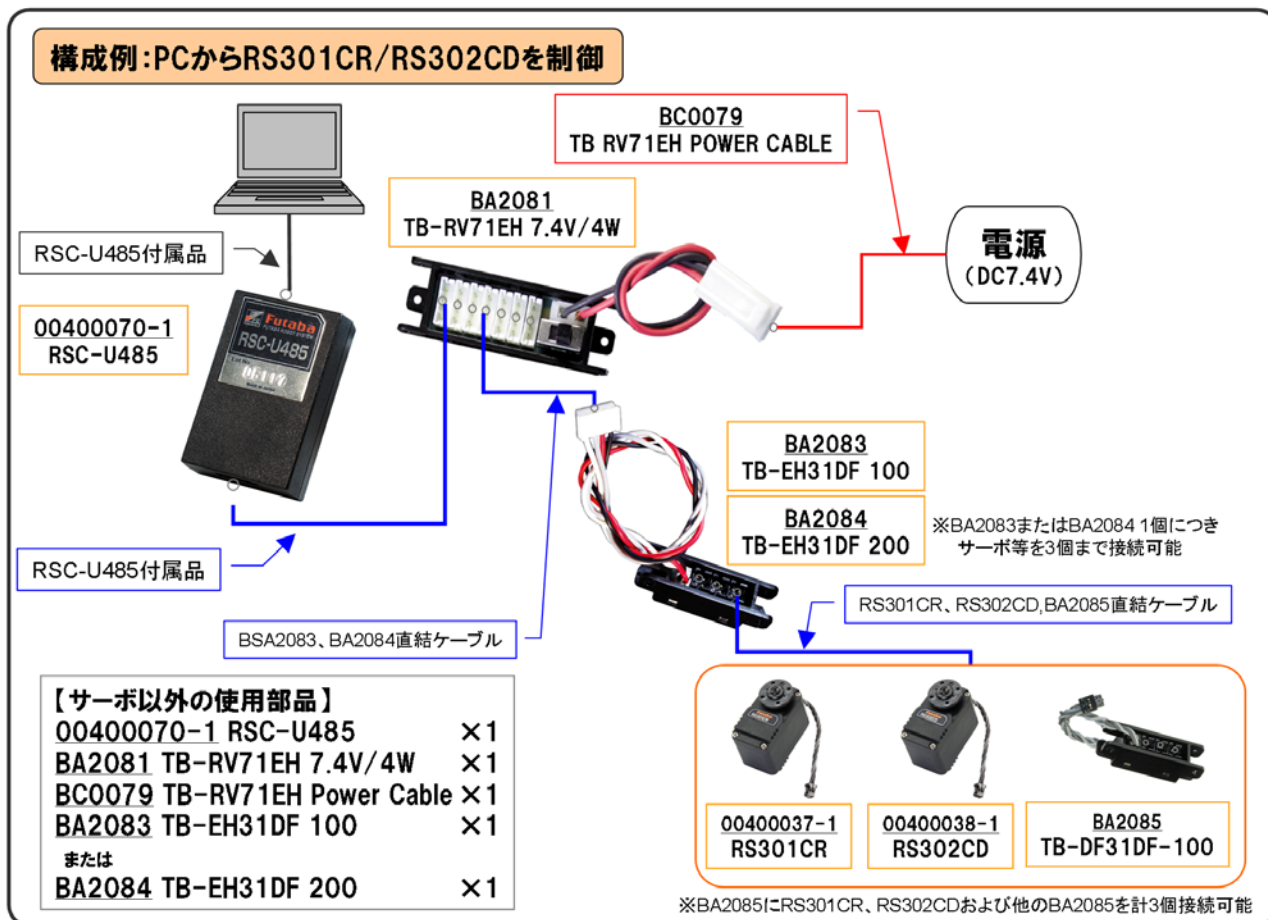 構成例:PCからRS301CR/RS302CDを制御
BC0079
TB RV71EH POWER CABLE
BA2081
TB-RV71EH 7.4V/4W
電源
(DC7.4V)
RSC-U485付属品
00400070-1
RSC-U485
Futaba
RSC-U485
BA2083
TB-EH31DF 100
BA2084
TB-EH31DF 200
※BA2083またはBA2084 1個につき
サーボ等を3個まで接続可能
RSC-U485付属品
RS301CR、RS302CD,BA2085直結ケーブル
BSA2083、BA2084直結ケーブル
【サーボ以外の使用部品】
00400070-1 RSC-U485 ×1
BA2081 TB-RV71EH 7.4V/4W ×1
BC0079 TB-RV71EH Power Cable ×1
BA2083 TB-EH31DF 100 ×1
または
BA2084 TB-EH31DF 200 ×1
00400037-1
RS301CR
00400038-1
RS302CD
BA2085
TB-DF31DF-100
※BA2085にRS301CR、RS302CDおよび他のBA2085を計3個接続可能